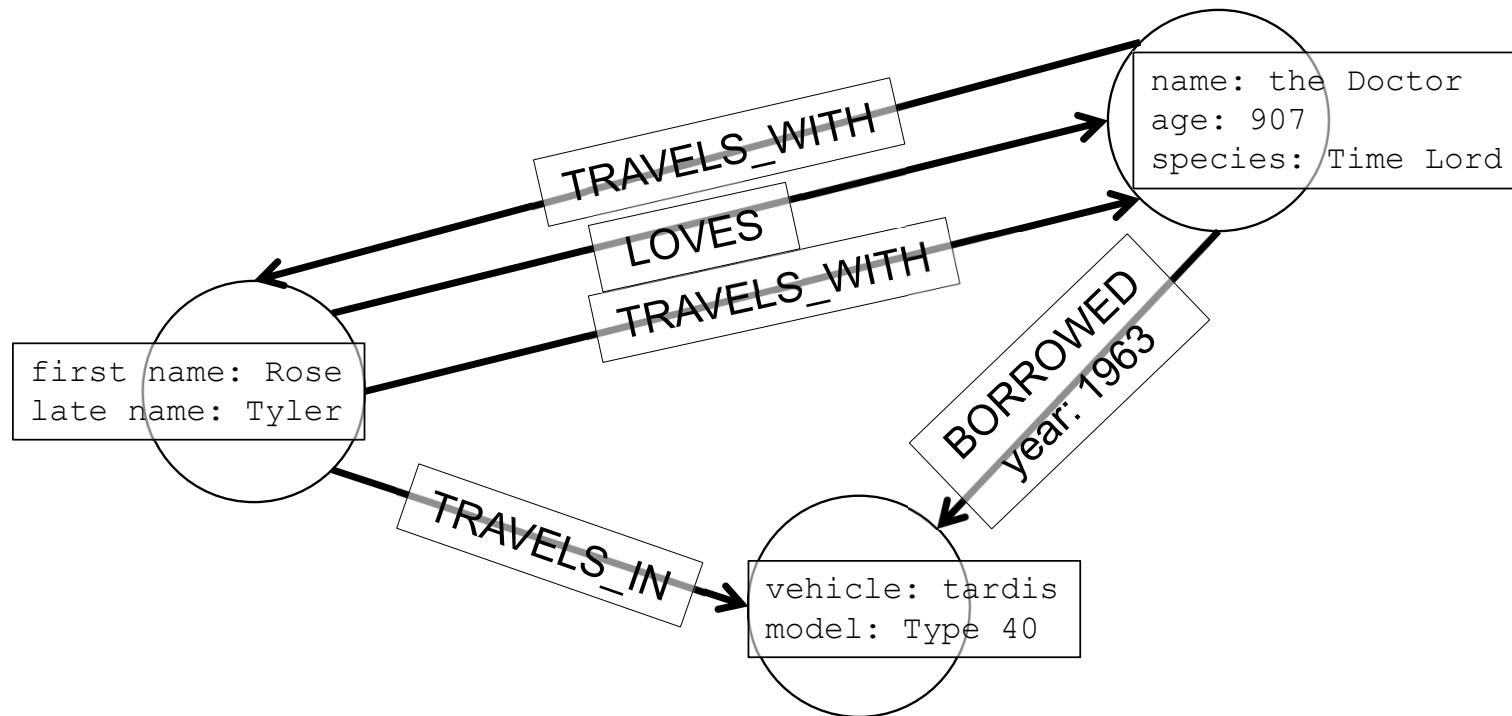 name: the Doctor
age: 907
species: Time Lord
TRAVELS_WITH
LOVES
TRAVELS_WITH
BORROWED
year: 1963
first name: Rose
late name: Tyler
TRAVELS_IN
vehicle: tardis
model: Type 40